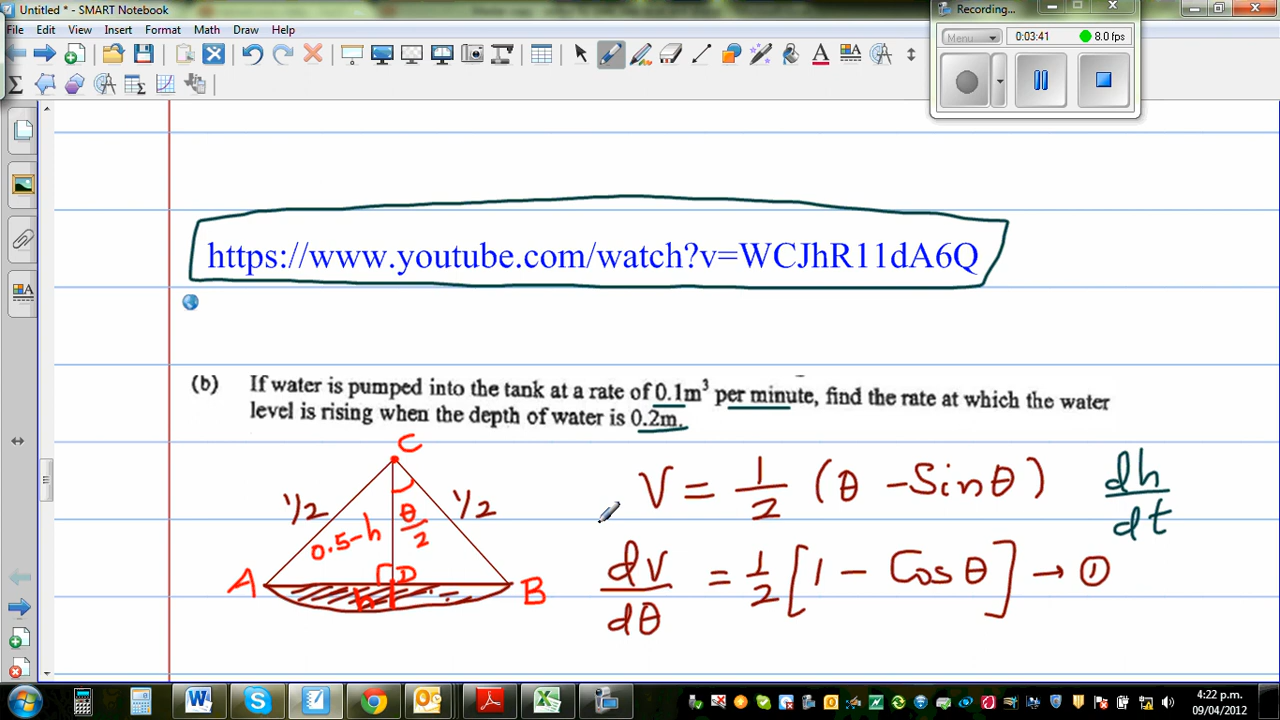 Untitled * - SMART Notebook
Recording...
File Edit View Insert Format Math Draw Help
Menu 0:03:41 8.0 fps
https://www.youtube.com/watch?v=WCJhR11dA6Q
(b) If water is pumped into the tank at a rate of 0.1m³ per minute, find the rate at which the water
level is rising when the depth of water is 0.2m.
C
1/2 1/2
θ/2
0.5-h
A D B
h
V = 1/2 (θ - Sinθ) dh/dt
dv/dθ = 1/2 [1 - Cosθ] → ①
4:22 p.m.
09/04/2012